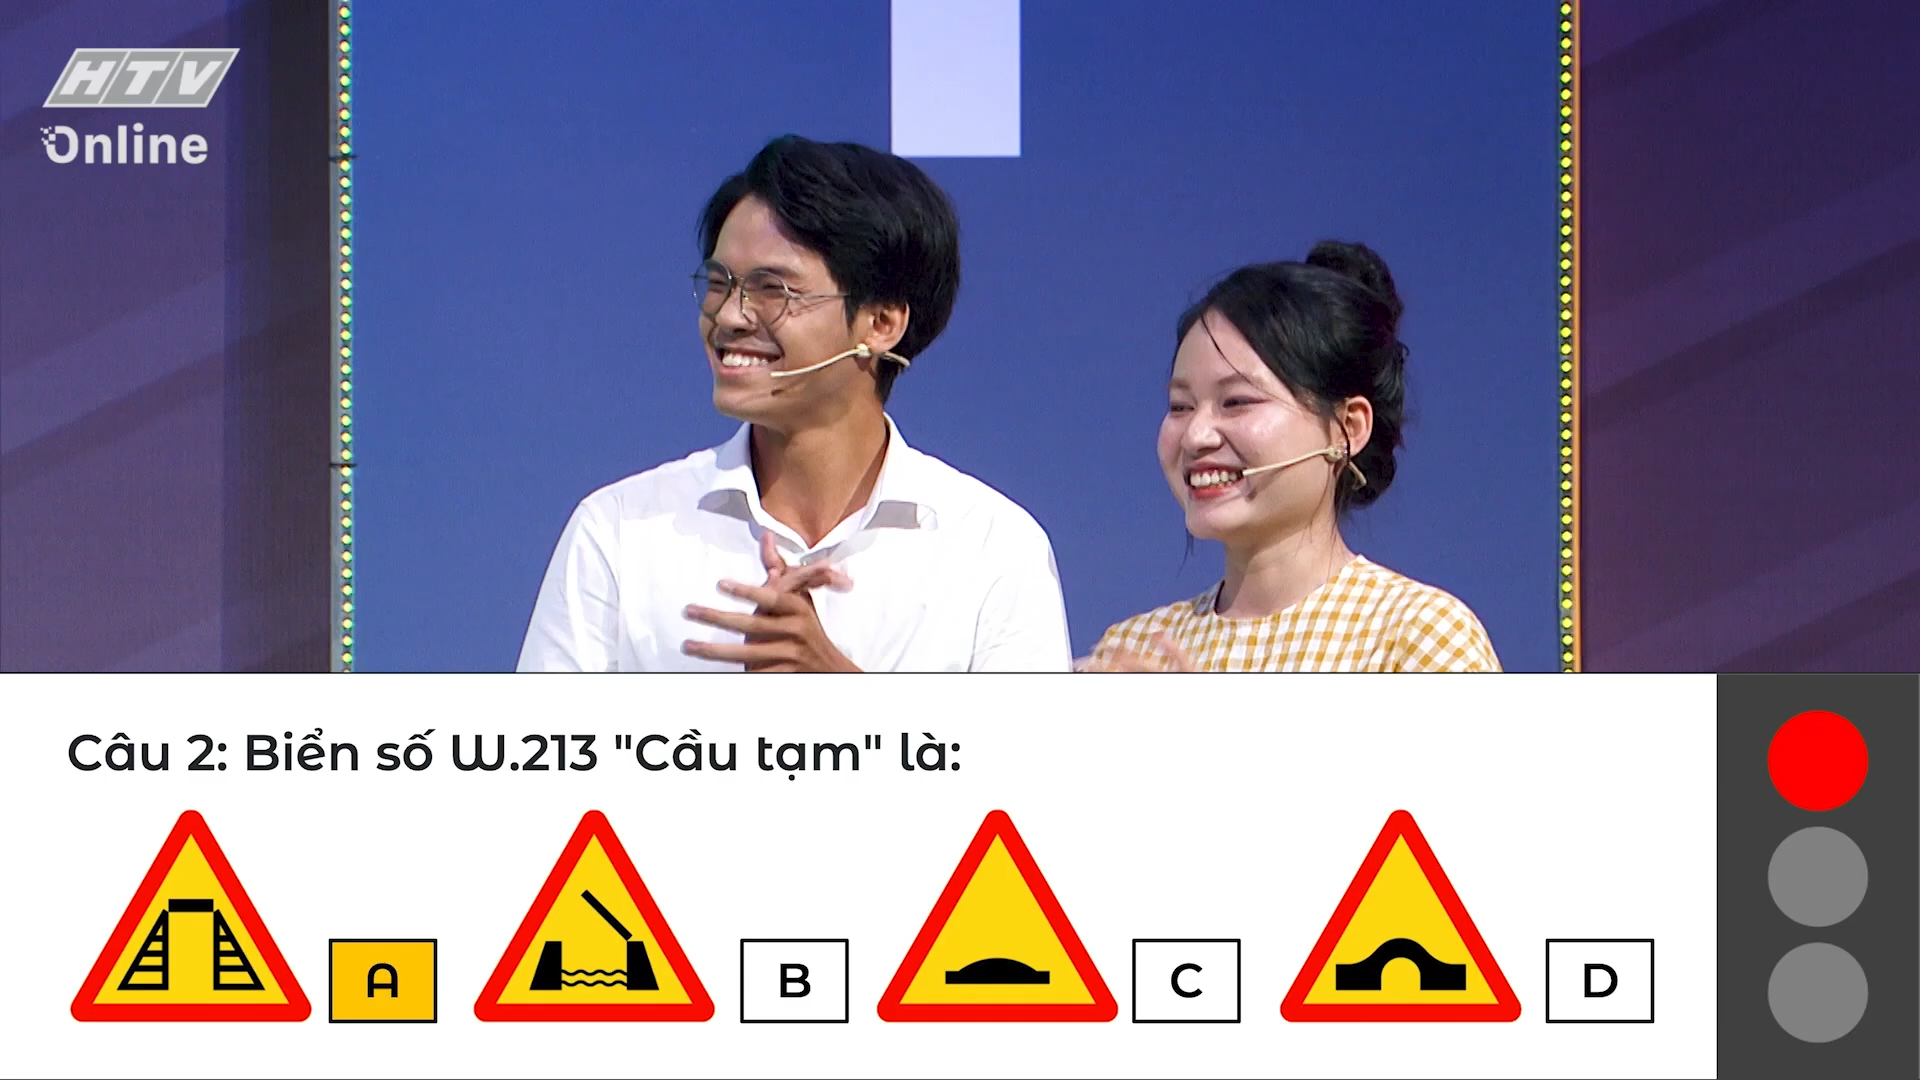 HTV
Online
Câu 2: Biển số W.213 "Cầu tạm" là:
A
B
C
D